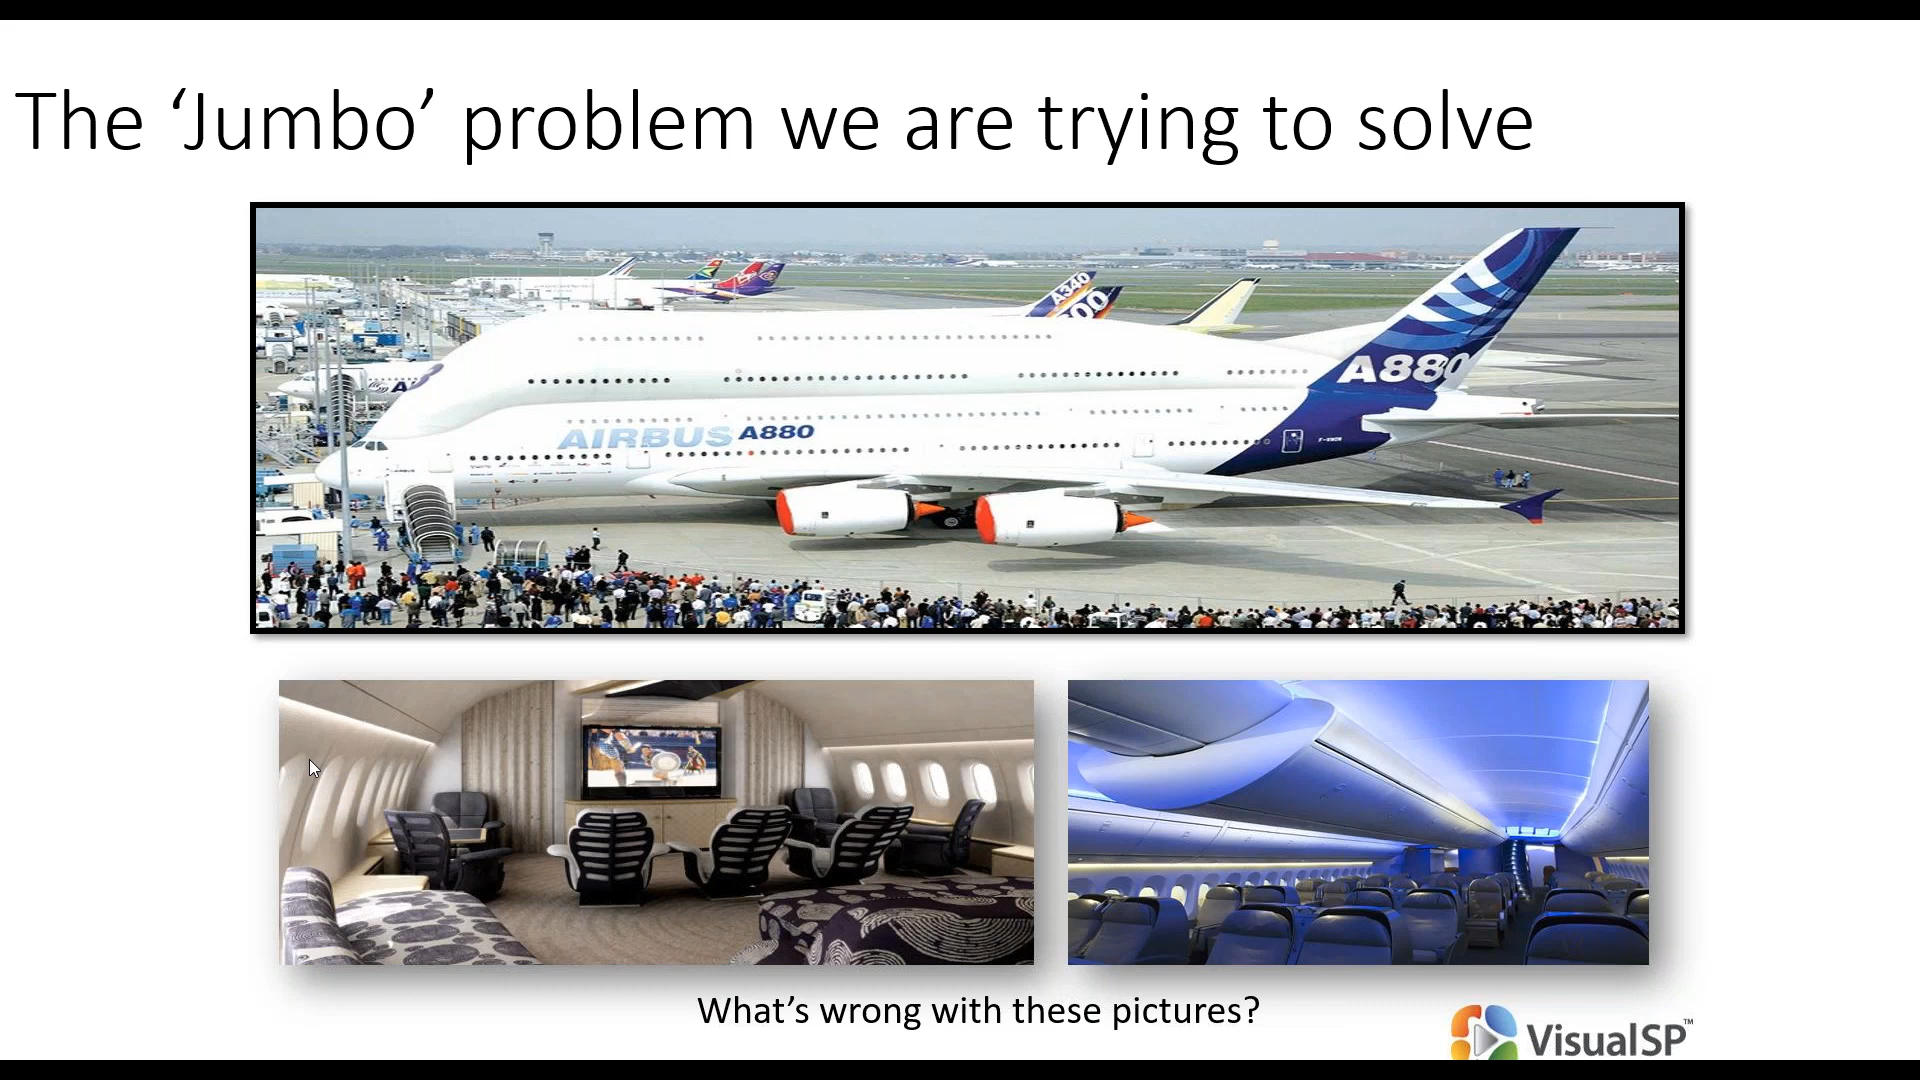 The ‘Jumbo’ problem we are trying to solve
A340
A880
AIRBUS A880
What’s wrong with these pictures?
VisualSP™